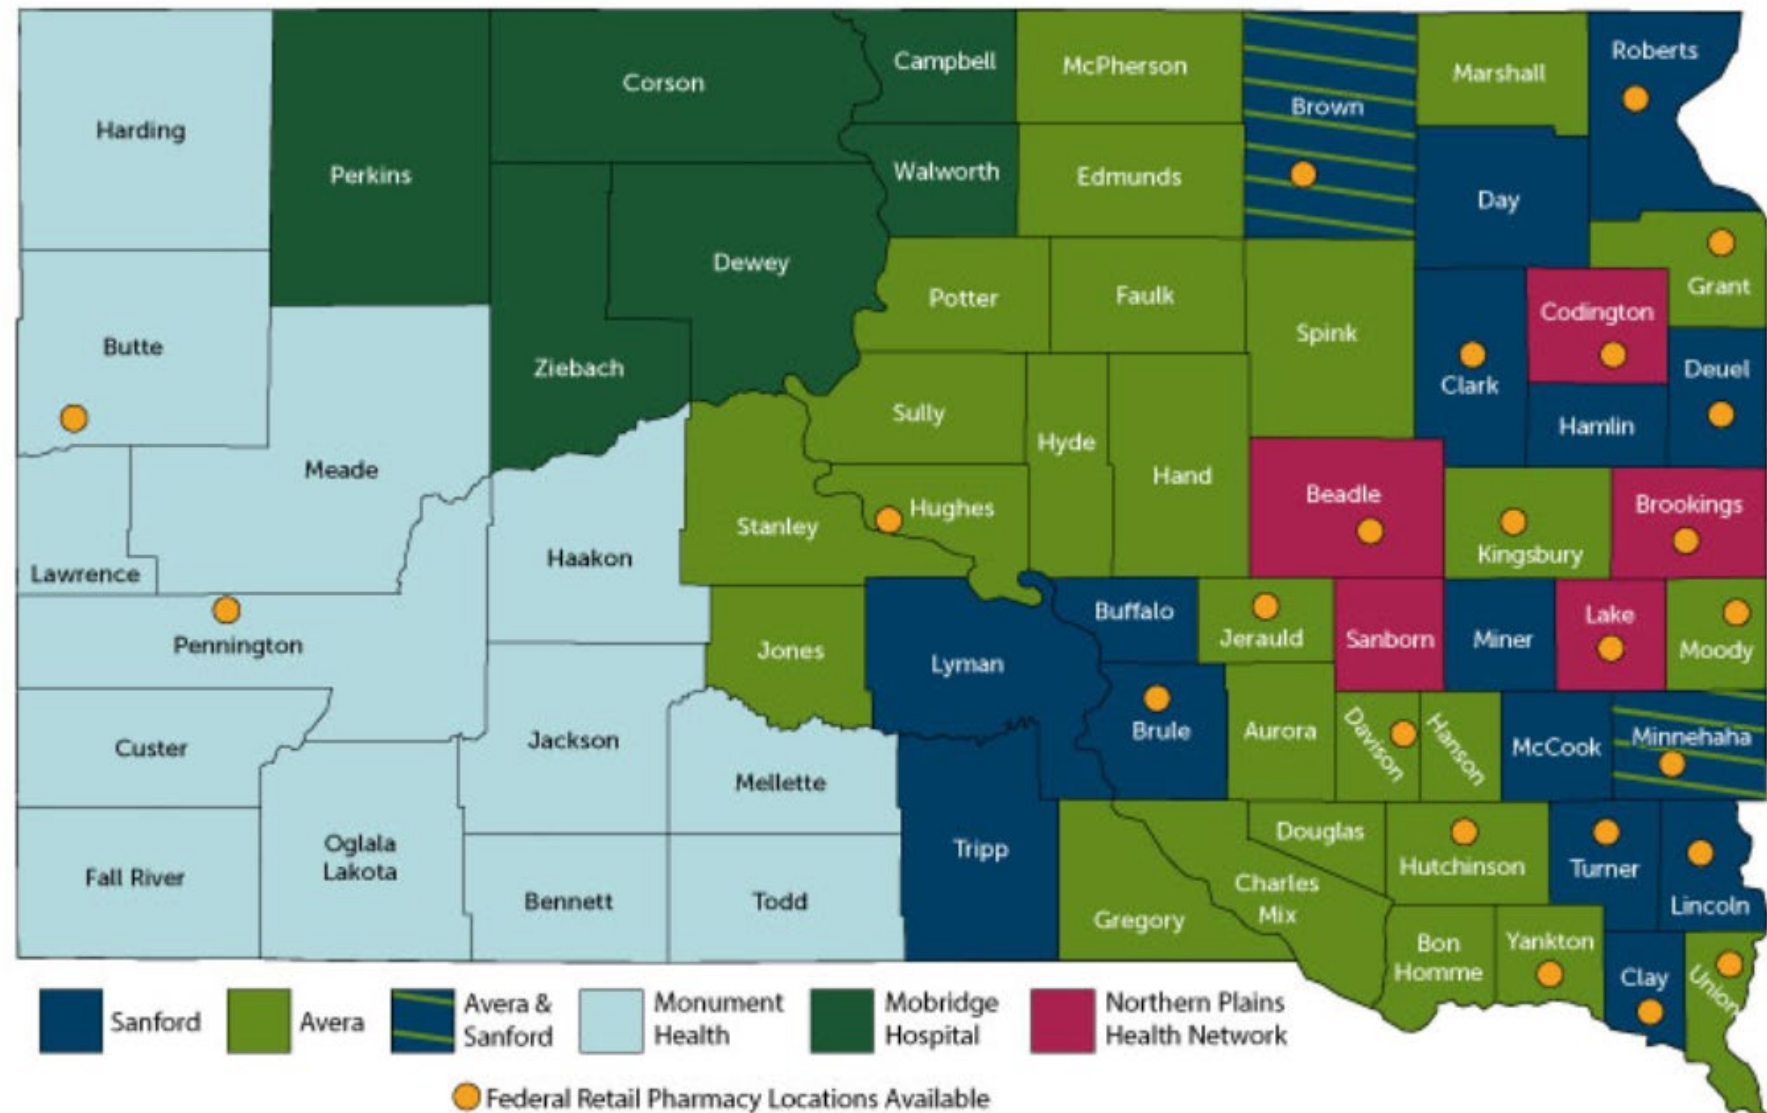 Harding
Perkins
Corson
Campbell
McPherson
Brown
Marshall
Roberts
Walworth
Edmunds
Day
Butte
Ziebach
Dewey
Potter
Faulk
Spink
Clark
Codington
Grant
Deuel
Hamlin
Meade
Sully
Hyde
Hand
Lawrence
Haakon
Stanley
Hughes
Beadle
Kingsbury
Brookings
Pennington
Jones
Lyman
Buffalo
Jerauld
Sanborn
Miner
Lake
Moody
Custer
Jackson
Mellette
Brule
Aurora
Davison
Hanson
McCook
Minnehaha
Fall River
Oglala
Lakota
Bennett
Todd
Tripp
Gregory
Charles
Mix
Douglas
Hutchinson
Turner
Lincoln
Bon
Homme
Yankton
Clay
Union
Sanford
Avera
Avera &
Sanford
Monument
Health
Mobridge
Hospital
Northern Plains
Health Network
Federal Retail Pharmacy Locations Available